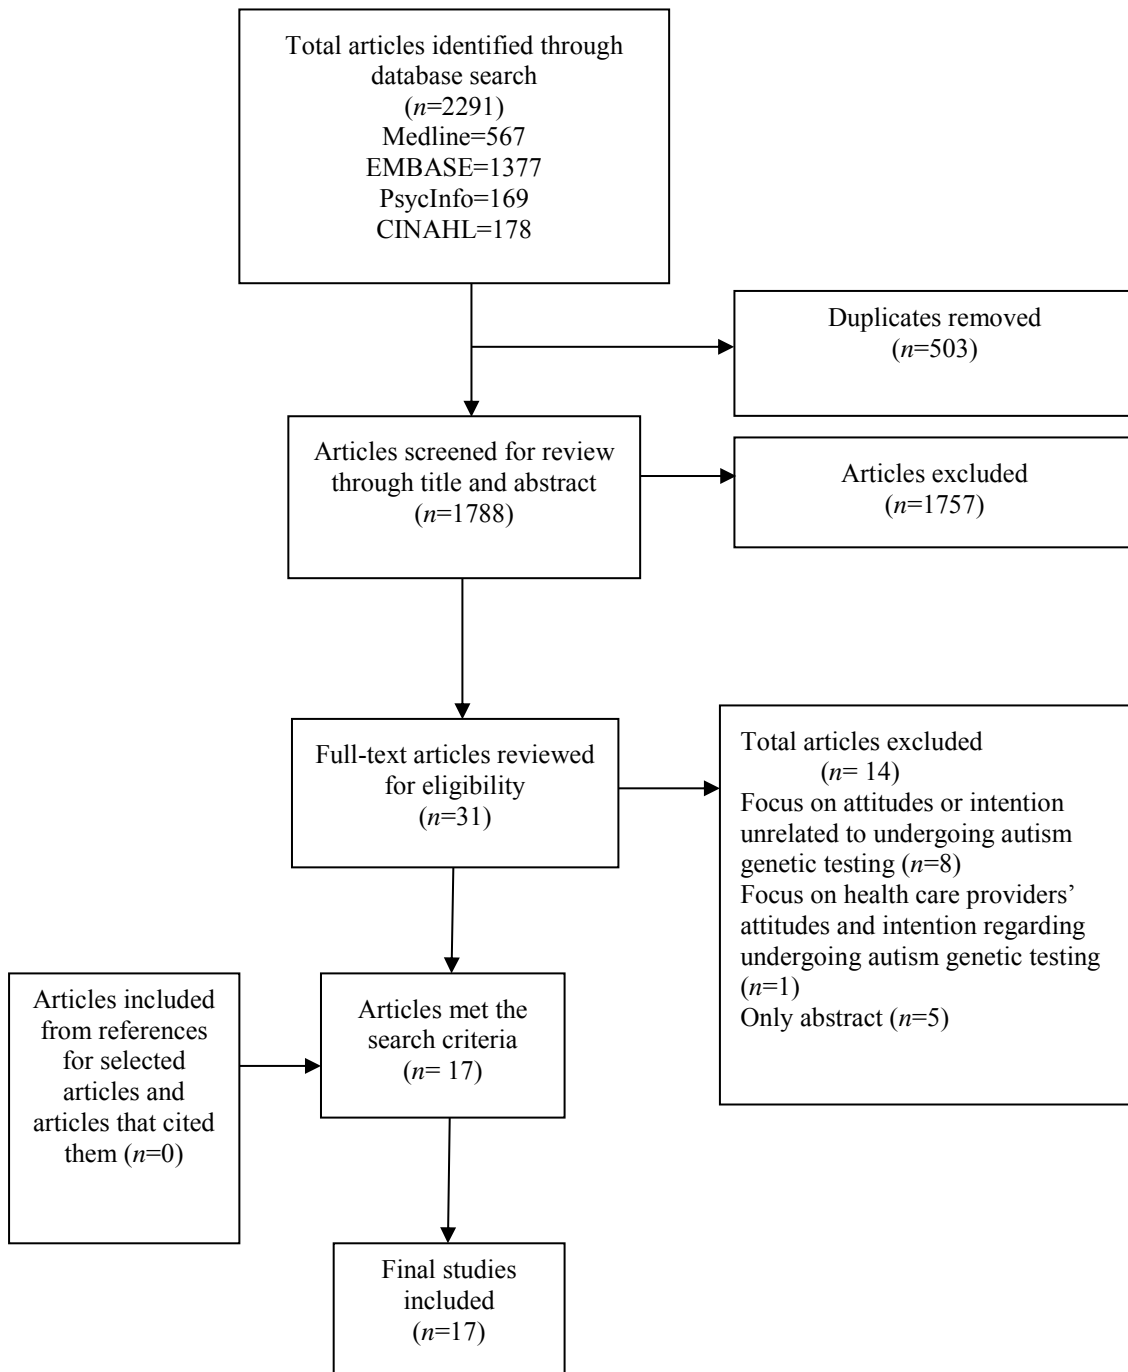 Total articles identified through
database search
(n=2291)
Medline=567
EMBASE=1377
PsycInfo=169
CINAHL=178
Duplicates removed
(n=503)
Articles screened for review
through title and abstract
(n=1788)
Articles excluded
(n=1757)
Full-text articles reviewed
for eligibility
(n=31)
Total articles excluded
(n= 14)
Focus on attitudes or intention
unrelated to undergoing autism
genetic testing (n=8)
Focus on health care providers’
attitudes and intention regarding
undergoing autism genetic testing
(n=1)
Only abstract (n=5)
Articles included
from references
for selected
articles and
articles that cited
them (n=0)
Articles met the
search criteria
(n= 17)
Final studies
included
(n=17)